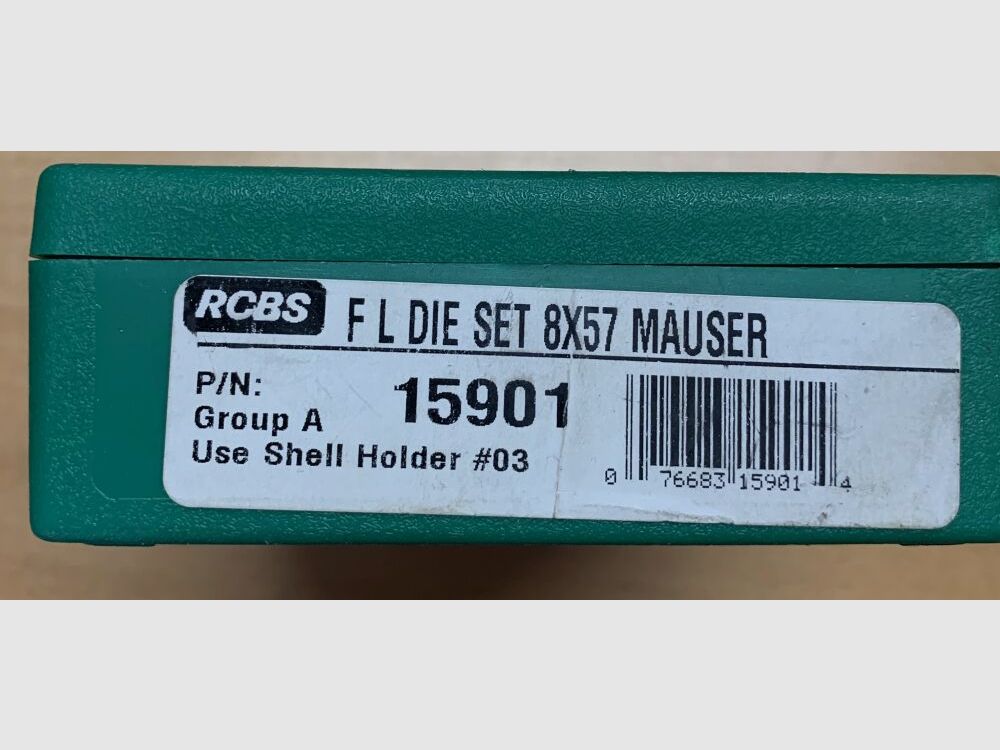 RCBS F L DIE SET 8X57 MAUSER
P/N: 15901
Group A
Use Shell Holder #03
0 76683 15901 4